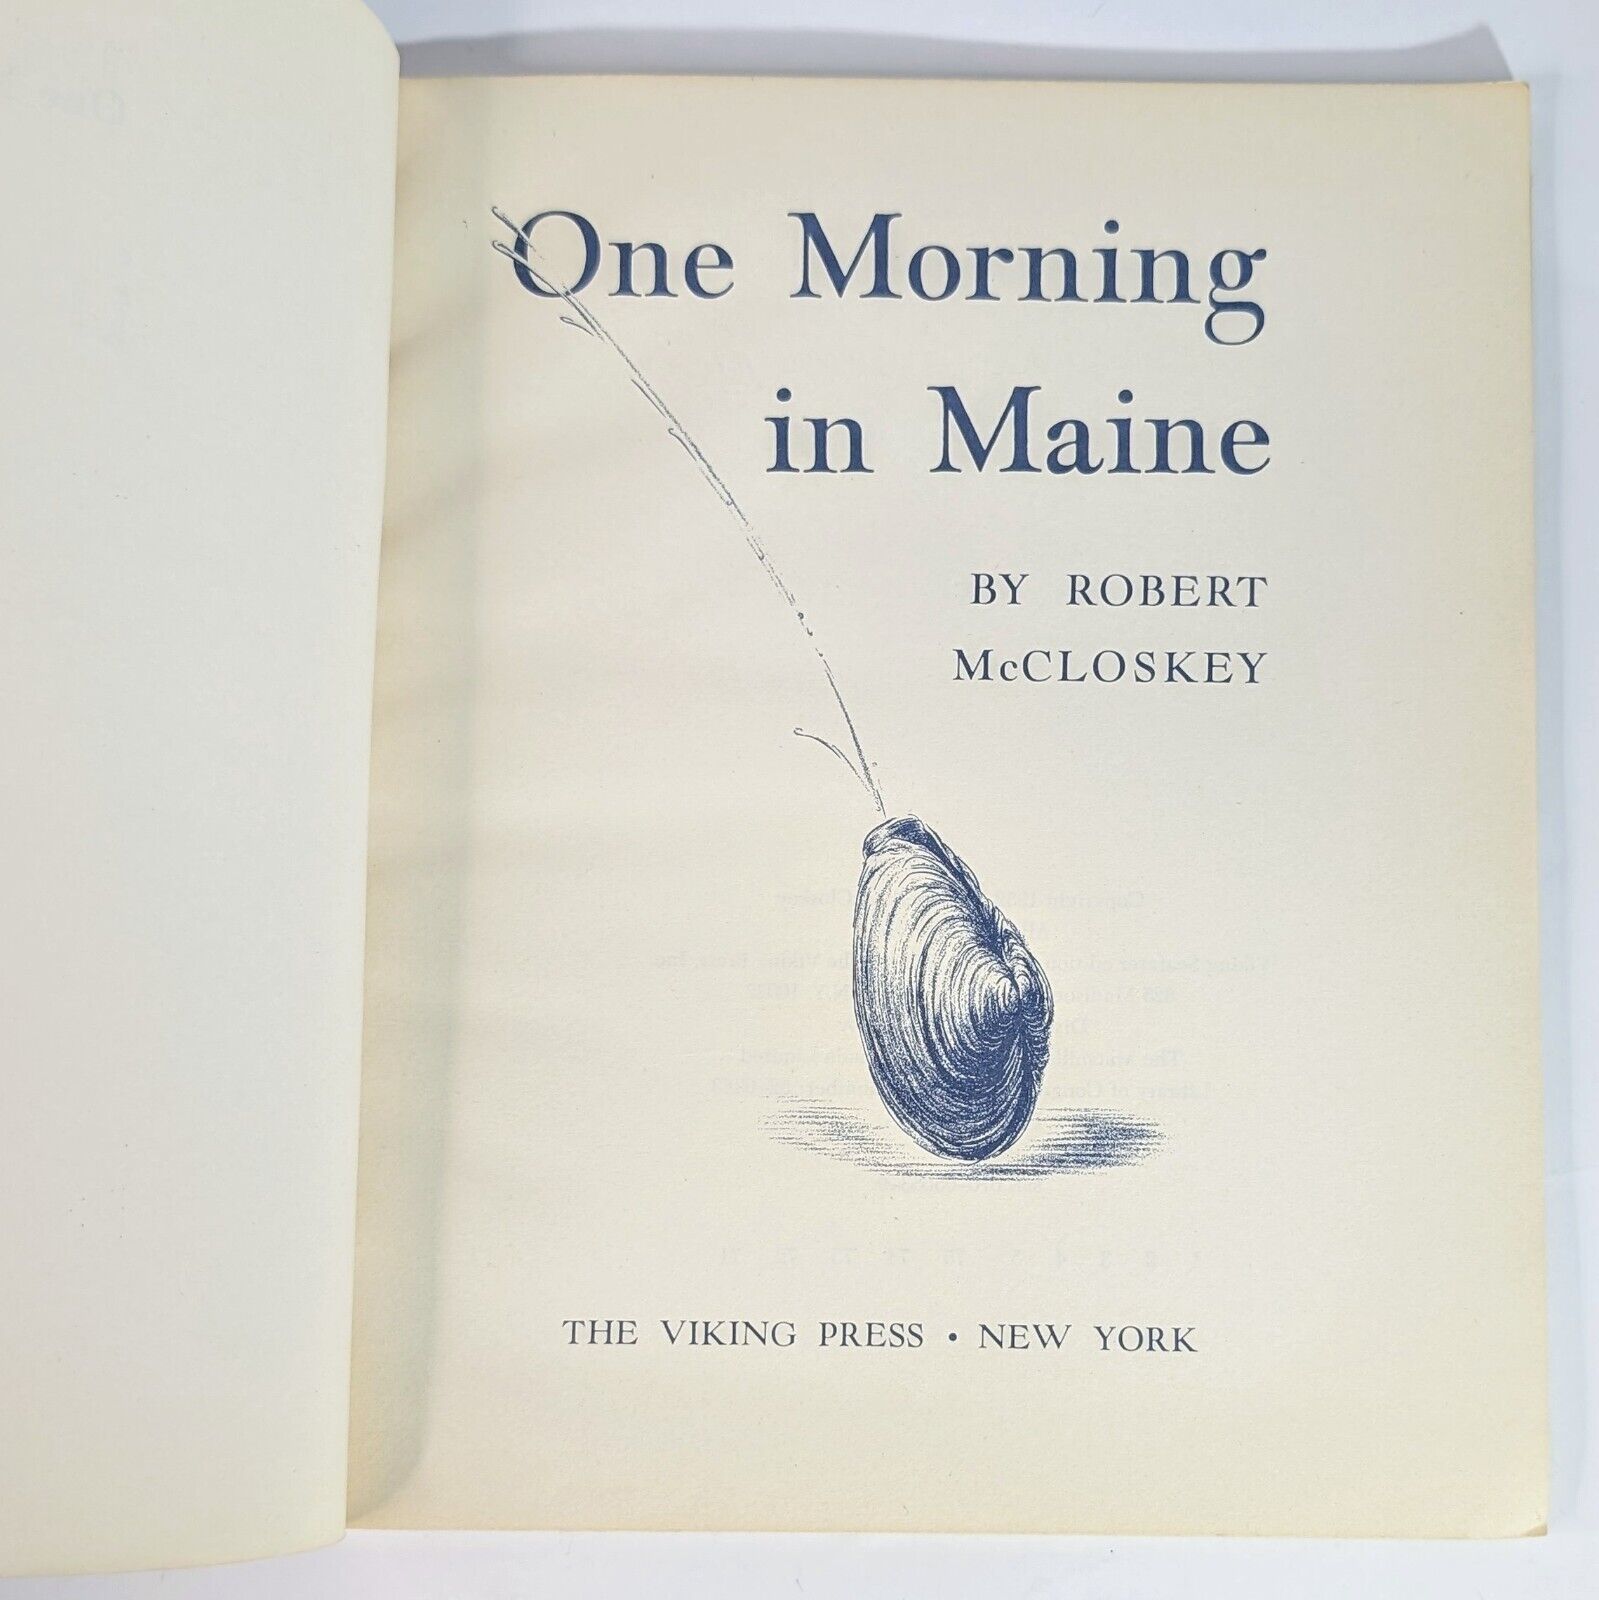 One Morning
in Maine
BY ROBERT
McCLOSKEY
THE VIKING PRESS • NEW YORK